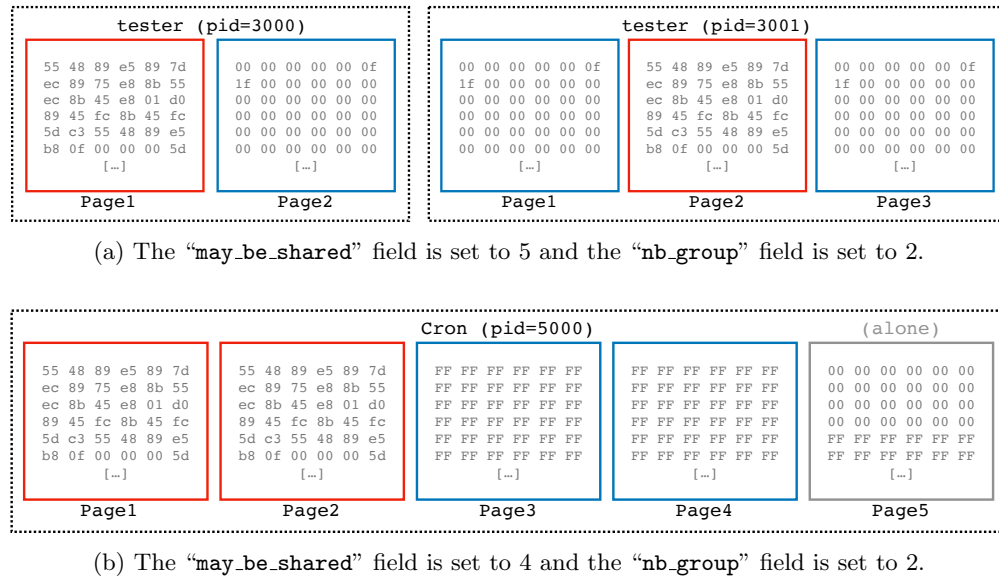 tester (pid=3000)
55 48 89 e5 89 7d
ec 89 75 e8 8b 55
ec 8b 45 e8 01 d0
89 45 fc 8b 45 fc
5d c3 55 48 89 e5
b8 0f 00 00 00 5d
[…]
Page1
00 00 00 00 00 0f
1f 00 00 00 00 00
00 00 00 00 00 00
00 00 00 00 00 00
00 00 00 00 00 00
00 00 00 00 00 00
[…]
Page2
tester (pid=3001)
00 00 00 00 00 0f
1f 00 00 00 00 00
00 00 00 00 00 00
00 00 00 00 00 00
00 00 00 00 00 00
00 00 00 00 00 00
[…]
Page1
55 48 89 e5 89 7d
ec 89 75 e8 8b 55
ec 8b 45 e8 01 d0
89 45 fc 8b 45 fc
5d c3 55 48 89 e5
b8 0f 00 00 00 5d
[…]
Page2
00 00 00 00 00 0f
1f 00 00 00 00 00
00 00 00 00 00 00
00 00 00 00 00 00
00 00 00 00 00 00
00 00 00 00 00 00
[…]
Page3
(a) The “may_be_shared” field is set to 5 and the “nb_group” field is set to 2.
Cron (pid=5000)
55 48 89 e5 89 7d
ec 89 75 e8 8b 55
ec 8b 45 e8 01 d0
89 45 fc 8b 45 fc
5d c3 55 48 89 e5
b8 0f 00 00 00 5d
[…]
Page1
55 48 89 e5 89 7d
ec 89 75 e8 8b 55
ec 8b 45 e8 01 d0
89 45 fc 8b 45 fc
5d c3 55 48 89 e5
b8 0f 00 00 00 5d
[…]
Page2
FF FF FF FF FF FF
FF FF FF FF FF FF
FF FF FF FF FF FF
FF FF FF FF FF FF
FF FF FF FF FF FF
FF FF FF FF FF FF
[…]
Page3
FF FF FF FF FF FF
FF FF FF FF FF FF
FF FF FF FF FF FF
FF FF FF FF FF FF
FF FF FF FF FF FF
FF FF FF FF FF FF
[…]
Page4
(alone)
00 00 00 00 00 00
00 00 00 00 00 00
00 00 00 00 00 00
00 00 00 00 00 00
FF FF FF FF FF FF
FF FF FF FF FF FF
[…]
Page5
(b) The “may_be_shared” field is set to 4 and the “nb_group” field is set to 2.